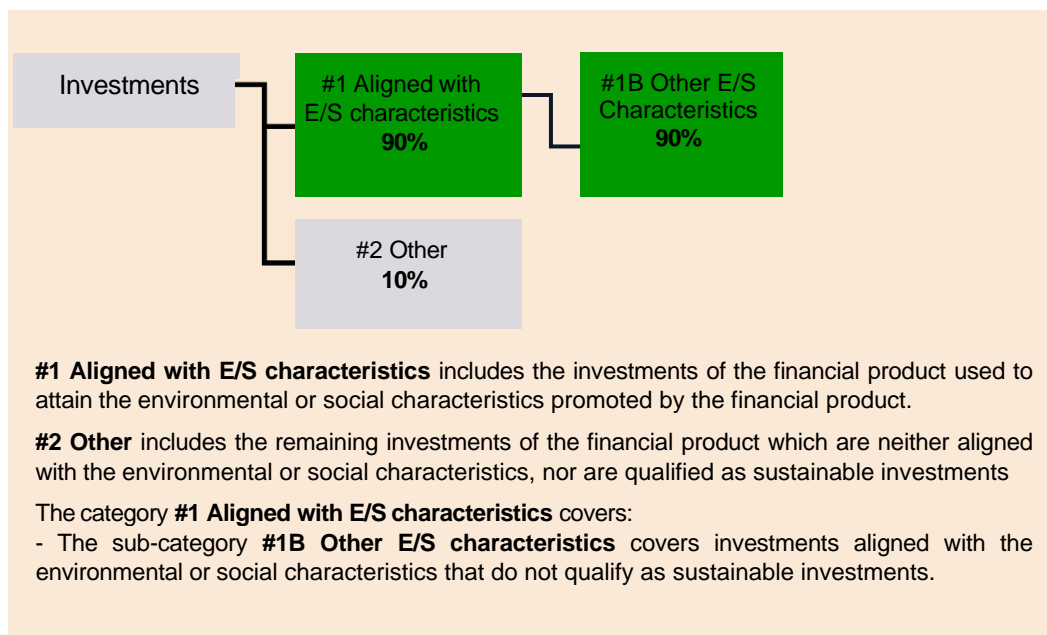 Investments
#1 Aligned with
E/S characteristics
90%
#1B Other E/S
Characteristics
90%
#2 Other
10%
#1 Aligned with E/S characteristics includes the investments of the financial product used to
attain the environmental or social characteristics promoted by the financial product.
#2 Other includes the remaining investments of the financial product which are neither aligned
with the environmental or social characteristics, nor are qualified as sustainable investments
The category #1 Aligned with E/S characteristics covers:
- The sub-category #1B Other E/S characteristics covers investments aligned with the
environmental or social characteristics that do not qualify as sustainable investments.